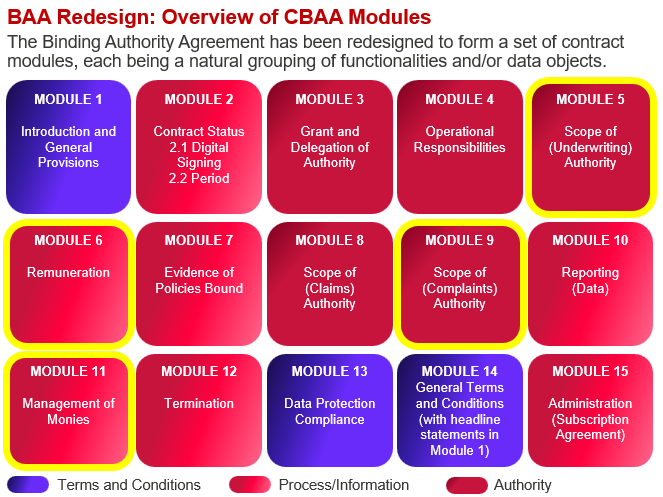 BAA Redesign: Overview of CBAA Modules
The Binding Authority Agreement has been redesigned to form a set of contract
modules, each being a natural grouping of functionalities and/or data objects.
MODULE 1
Introduction and
General
Provisions
MODULE 2
Contract Status
2.1 Digital
Signing
2.2 Period
MODULE 3
Grant and
Delegation of
Authority
MODULE 4
Operational
Responsibilities
MODULE 5
Scope of
(Underwriting)
Authority
MODULE 6
Remuneration
MODULE 7
Evidence of
Policies Bound
MODULE 8
Scope of
(Claims)
Authority
MODULE 9
Scope of
(Complaints)
Authority
MODULE 10
Reporting
(Data)
MODULE 11
Management of
Monies
MODULE 12
Termination
MODULE 13
Data Protection
Compliance
MODULE 14
General Terms
and Conditions
(with headline
statements in
Module 1)
MODULE 15
Administration
(Subscription
Agreement)
Terms and Conditions
Process/Information
Authority